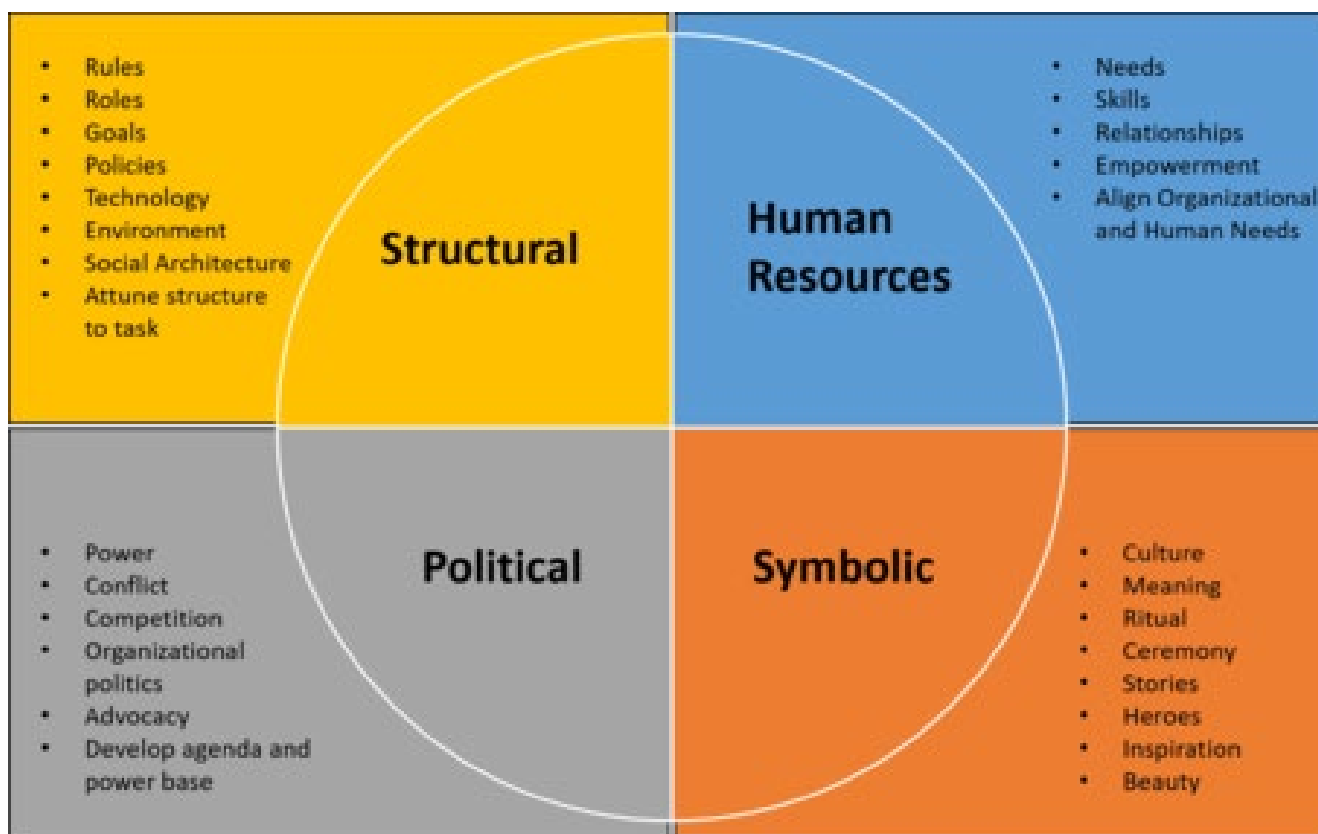 • Rules
• Roles
• Goals
• Policies
• Technology
• Environment
• Social Architecture
• Attune structure
to task
Structural
Human
Resources
• Needs
• Skills
• Relationships
• Empowerment
• Align Organizational
and Human Needs
• Power
• Conflict
• Competition
• Organizational
politics
• Advocacy
• Develop agenda and
power base
Political
Symbolic
• Culture
• Meaning
• Ritual
• Ceremony
• Stories
• Heroes
• Inspiration
• Beauty